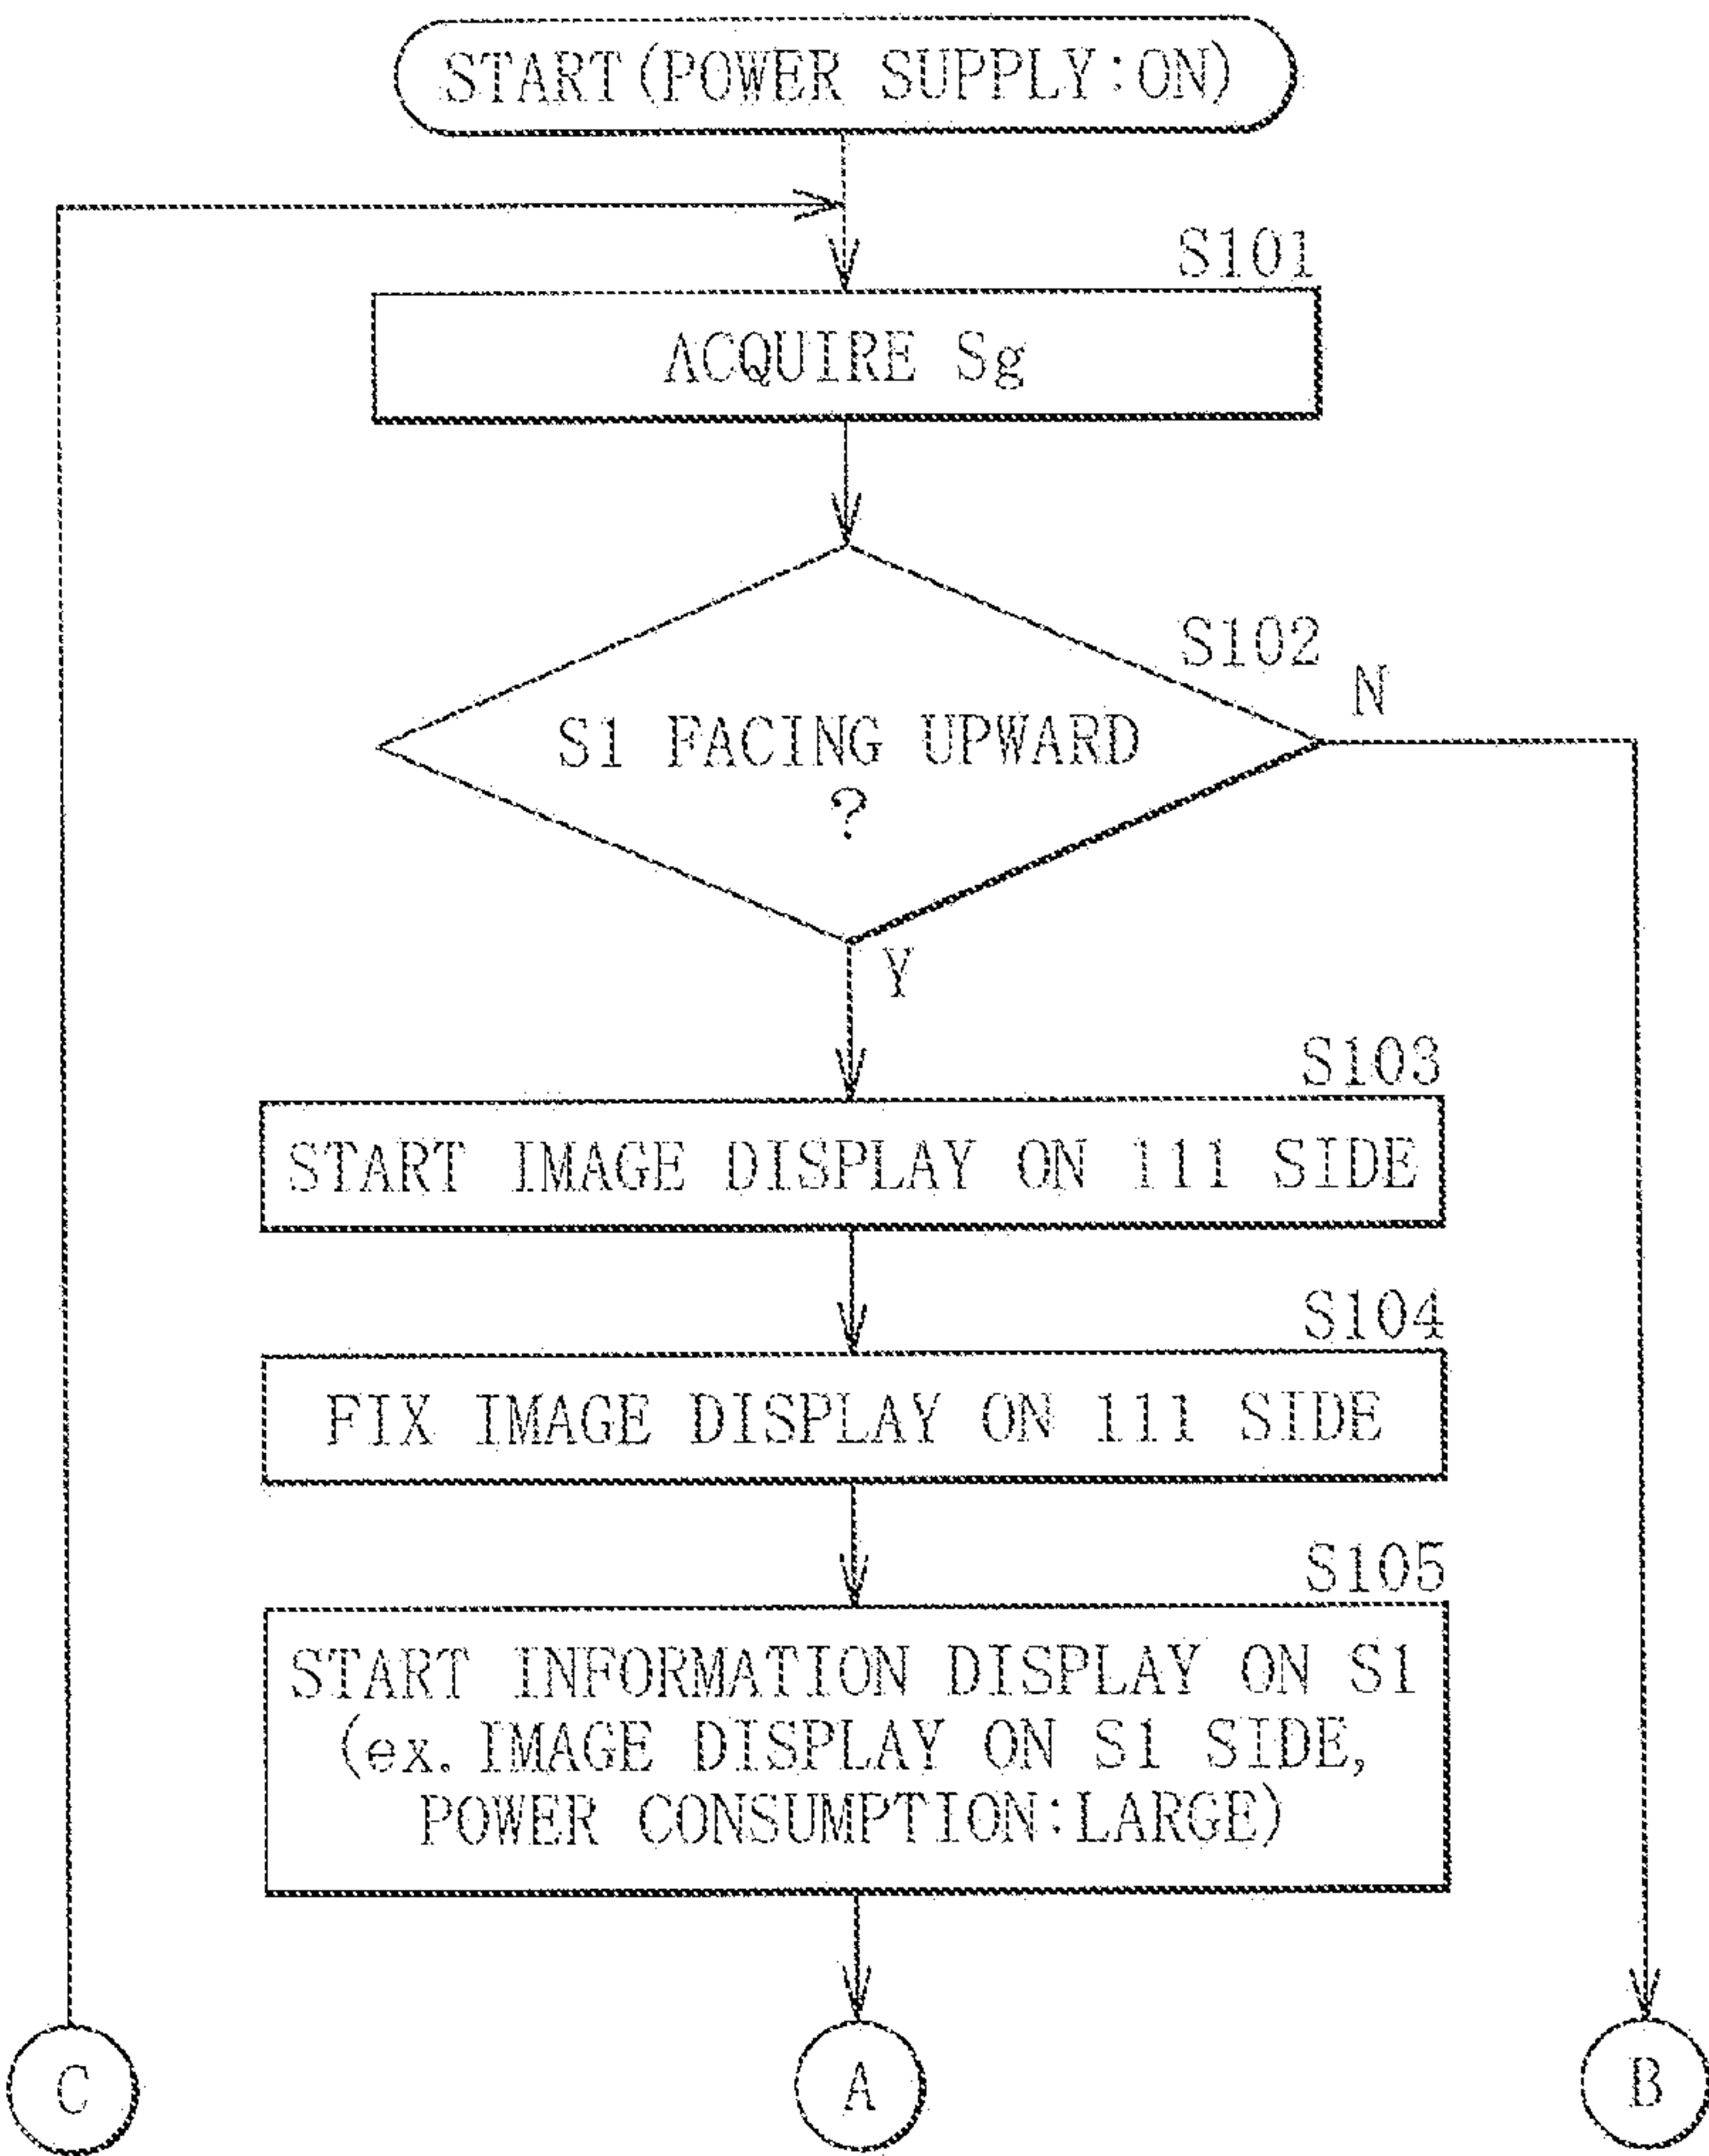 START(POWER SUPPLY:ON)
S101
ACQUIRE Sg
S102
N
S1 FACING UPWARD
?
Y
S103
START IMAGE DISPLAY ON 111 SIDE
S104
FIX IMAGE DISPLAY ON 111 SIDE
S105
START INFORMATION DISPLAY ON S1
(ex. IMAGE DISPLAY ON S1 SIDE,
POWER CONSUMPTION:LARGE)
C
A
B